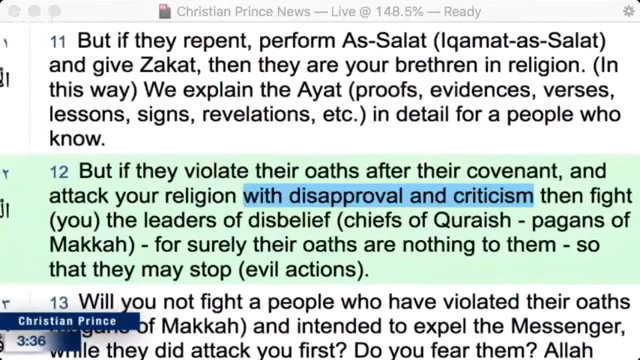 Christian Prince News — Live @ 148.5% — Ready
١
11 But if they repent, perform As-Salat (Iqamat-as-Salat)
and give Zakat, then they are your brethren in religion. (In
this way) We explain the Ayat (proofs, evidences, verses,
lessons, signs, revelations, etc.) in detail for a people who
know.
٢
12 But if they violate their oaths after their covenant, and
attack your religion with disapproval and criticism then fight
(you) the leaders of disbelief (chiefs of Quraish - pagans of
Makkah) - for surely their oaths are nothing to them - so
that they may stop (evil actions).
٣
13 Will you not fight a people who have violated their oaths
of Makkah) and intended to expel the Messenger,
while they did attack you first? Do you fear them? Allah
Christian Prince
3:36